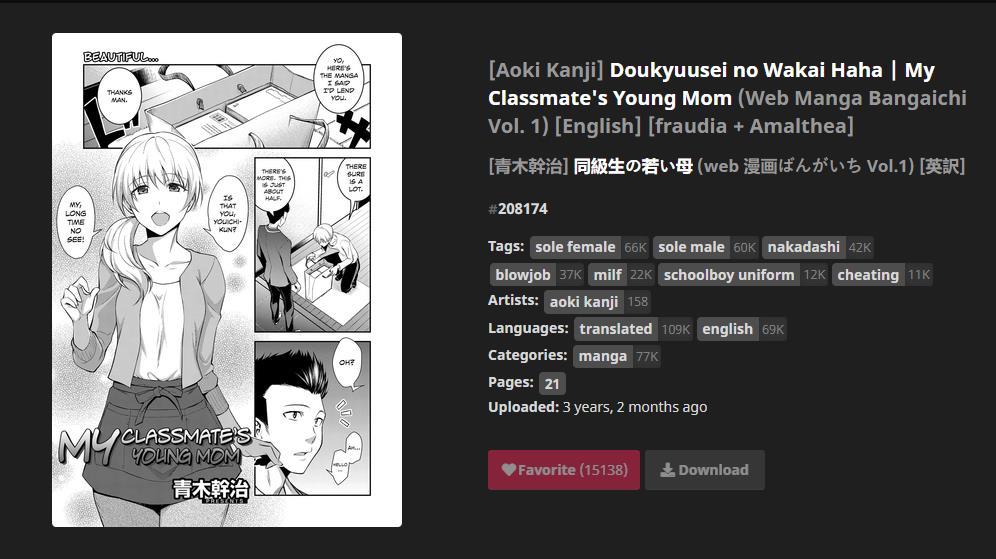 BEAUTIFUL...
YO,
HERE'S
THE MANGA
I SAID
I'D LEND
YOU.
THANKS
MAN.
THERE
SURE
IS A
LOT.
THERE'S
MORE. THIS
IS JUST
ABOUT
HALF.
IS
THAT
YOU,
YOUICHI-
KUN?
MY,
LONG
TIME
NO
SEE!
OH?
AH...
HELLO
...
MY CLASSMATE'S
YOUNG MOM
青木幹治
PRESENTS
[Aoki Kanji] Doukyuusei no Wakai Haha | My
Classmate's Young Mom (Web Manga Bangaichi
Vol. 1) [English] [fraudia + Amalthea]
[青木幹治] 同級生の若い母 (web 漫画ばんがいち Vol.1) [英訳]
#208174
Tags: sole female 66K sole male 60K nakadashi 42K
blowjob 37K milf 22K schoolboy uniform 12K cheating 11K
Artists: aoki kanji 158
Languages: translated 109K english 69K
Categories: manga 77K
Pages: 21
Uploaded: 3 years, 2 months ago
Favorite (15138) Download